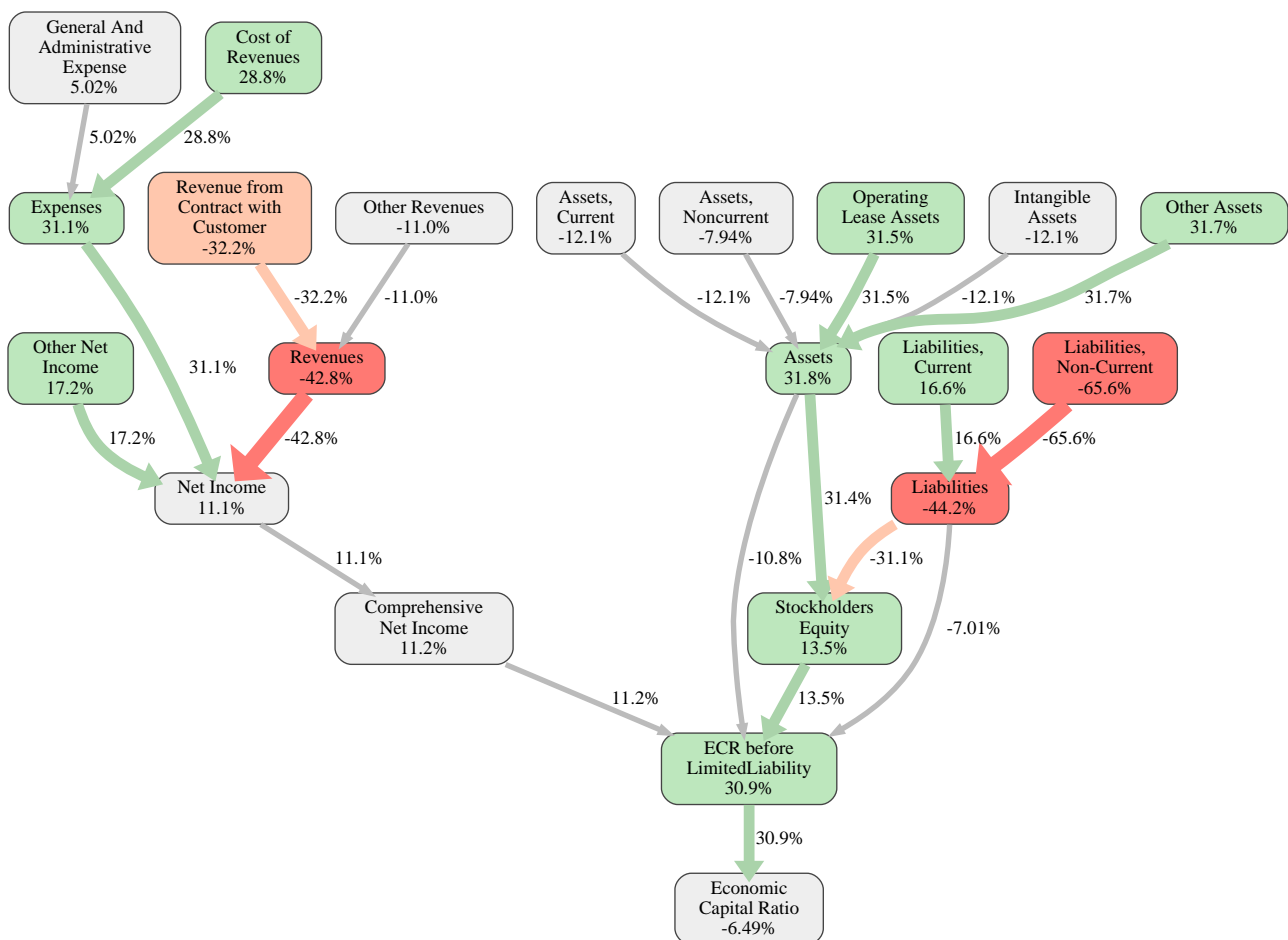 General And
Administrative
Expense
5.02%
Cost of
Revenues
28.8%
5.02%
28.8%
Expenses
31.1%
Revenue from
Contract with
Customer
-32.2%
Other Revenues
-11.0%
Assets,
Current
-12.1%
Assets,
Noncurrent
-7.94%
Operating
Lease Assets
31.5%
Intangible
Assets
-12.1%
Other Assets
31.7%
-32.2%
-11.0%
-12.1%
-7.94%
31.5%
-12.1%
31.7%
Other Net
Income
17.2%
31.1%
Revenues
-42.8%
Assets
31.8%
Liabilities,
Current
16.6%
Liabilities,
Non-Current
-65.6%
17.2%
-42.8%
16.6%
-65.6%
Net Income
11.1%
31.4%
Liabilities
-44.2%
11.1%
-10.8%
-31.1%
Comprehensive
Net Income
11.2%
Stockholders
Equity
13.5%
-7.01%
11.2%
13.5%
ECR before
LimitedLiability
30.9%
30.9%
Economic
Capital Ratio
-6.49%